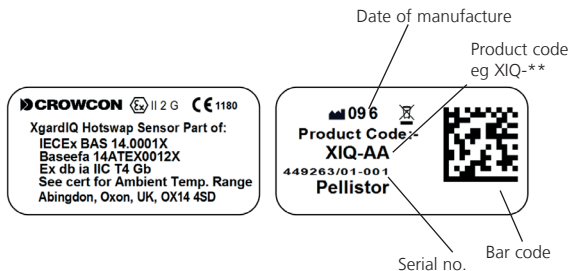 Date of manufacture
Product code
eg XIQ-**
CROWCON Ex II 2 G CE 1180
XgardIQ Hotswap Sensor Part of:
IECEx BAS 14.0001X
Baseefa 14ATEX0012X
Ex db ia IIC T4 Gb
See cert for Ambient Temp. Range
Abingdon, Oxon, UK, OX14 4SD
096
Product Code:-
XIQ-AA
449263/01-001
Pellistor
Serial no.
Bar code